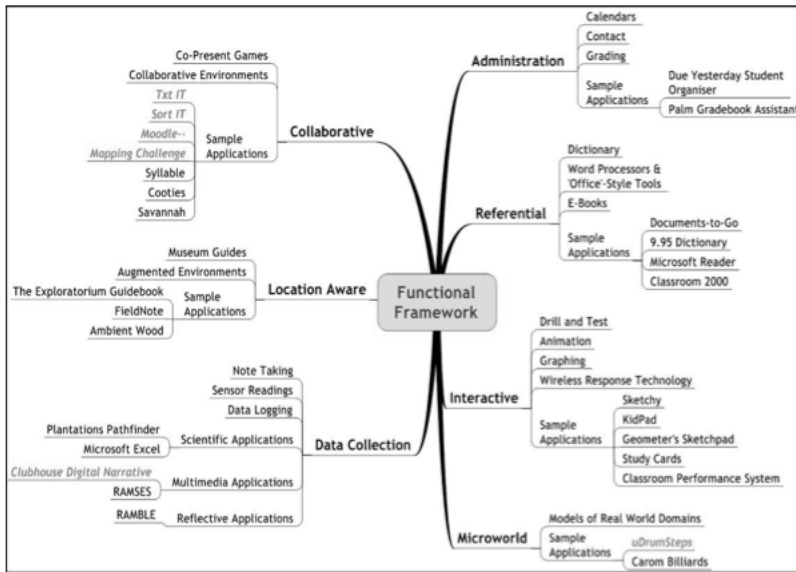 Functional
Framework
Collaborative
Co-Present Games
Collaborative Environments
Sample
Applications
Txt IT
Sort IT
Moodle--
Mapping Challenge
Syllable
Cooties
Savannah
Location Aware
Museum Guides
Augmented Environments
Sample
Applications
The Exploratorium Guidebook
FieldNote
Ambient Wood
Data Collection
Note Taking
Sensor Readings
Data Logging
Scientific Applications
Plantations Pathfinder
Microsoft Excel
Multimedia Applications
Clubhouse Digital Narrative
RAMSES
Reflective Applications
RAMBLE
Administration
Calendars
Contact
Grading
Sample
Applications
Due Yesterday Student
Organiser
Palm Gradebook Assistant
Referential
Dictionary
Word Processors &
'Office'-Style Tools
E-Books
Sample
Applications
Documents-to-Go
9.95 Dictionary
Microsoft Reader
Classroom 2000
Interactive
Drill and Test
Animation
Graphing
Wireless Response Technology
Sample
Applications
Sketchy
KidPad
Geometer's Sketchpad
Study Cards
Classroom Performance System
Microworld
Models of Real World Domains
Sample
Applications
uDrumSteps
Carom Billiards